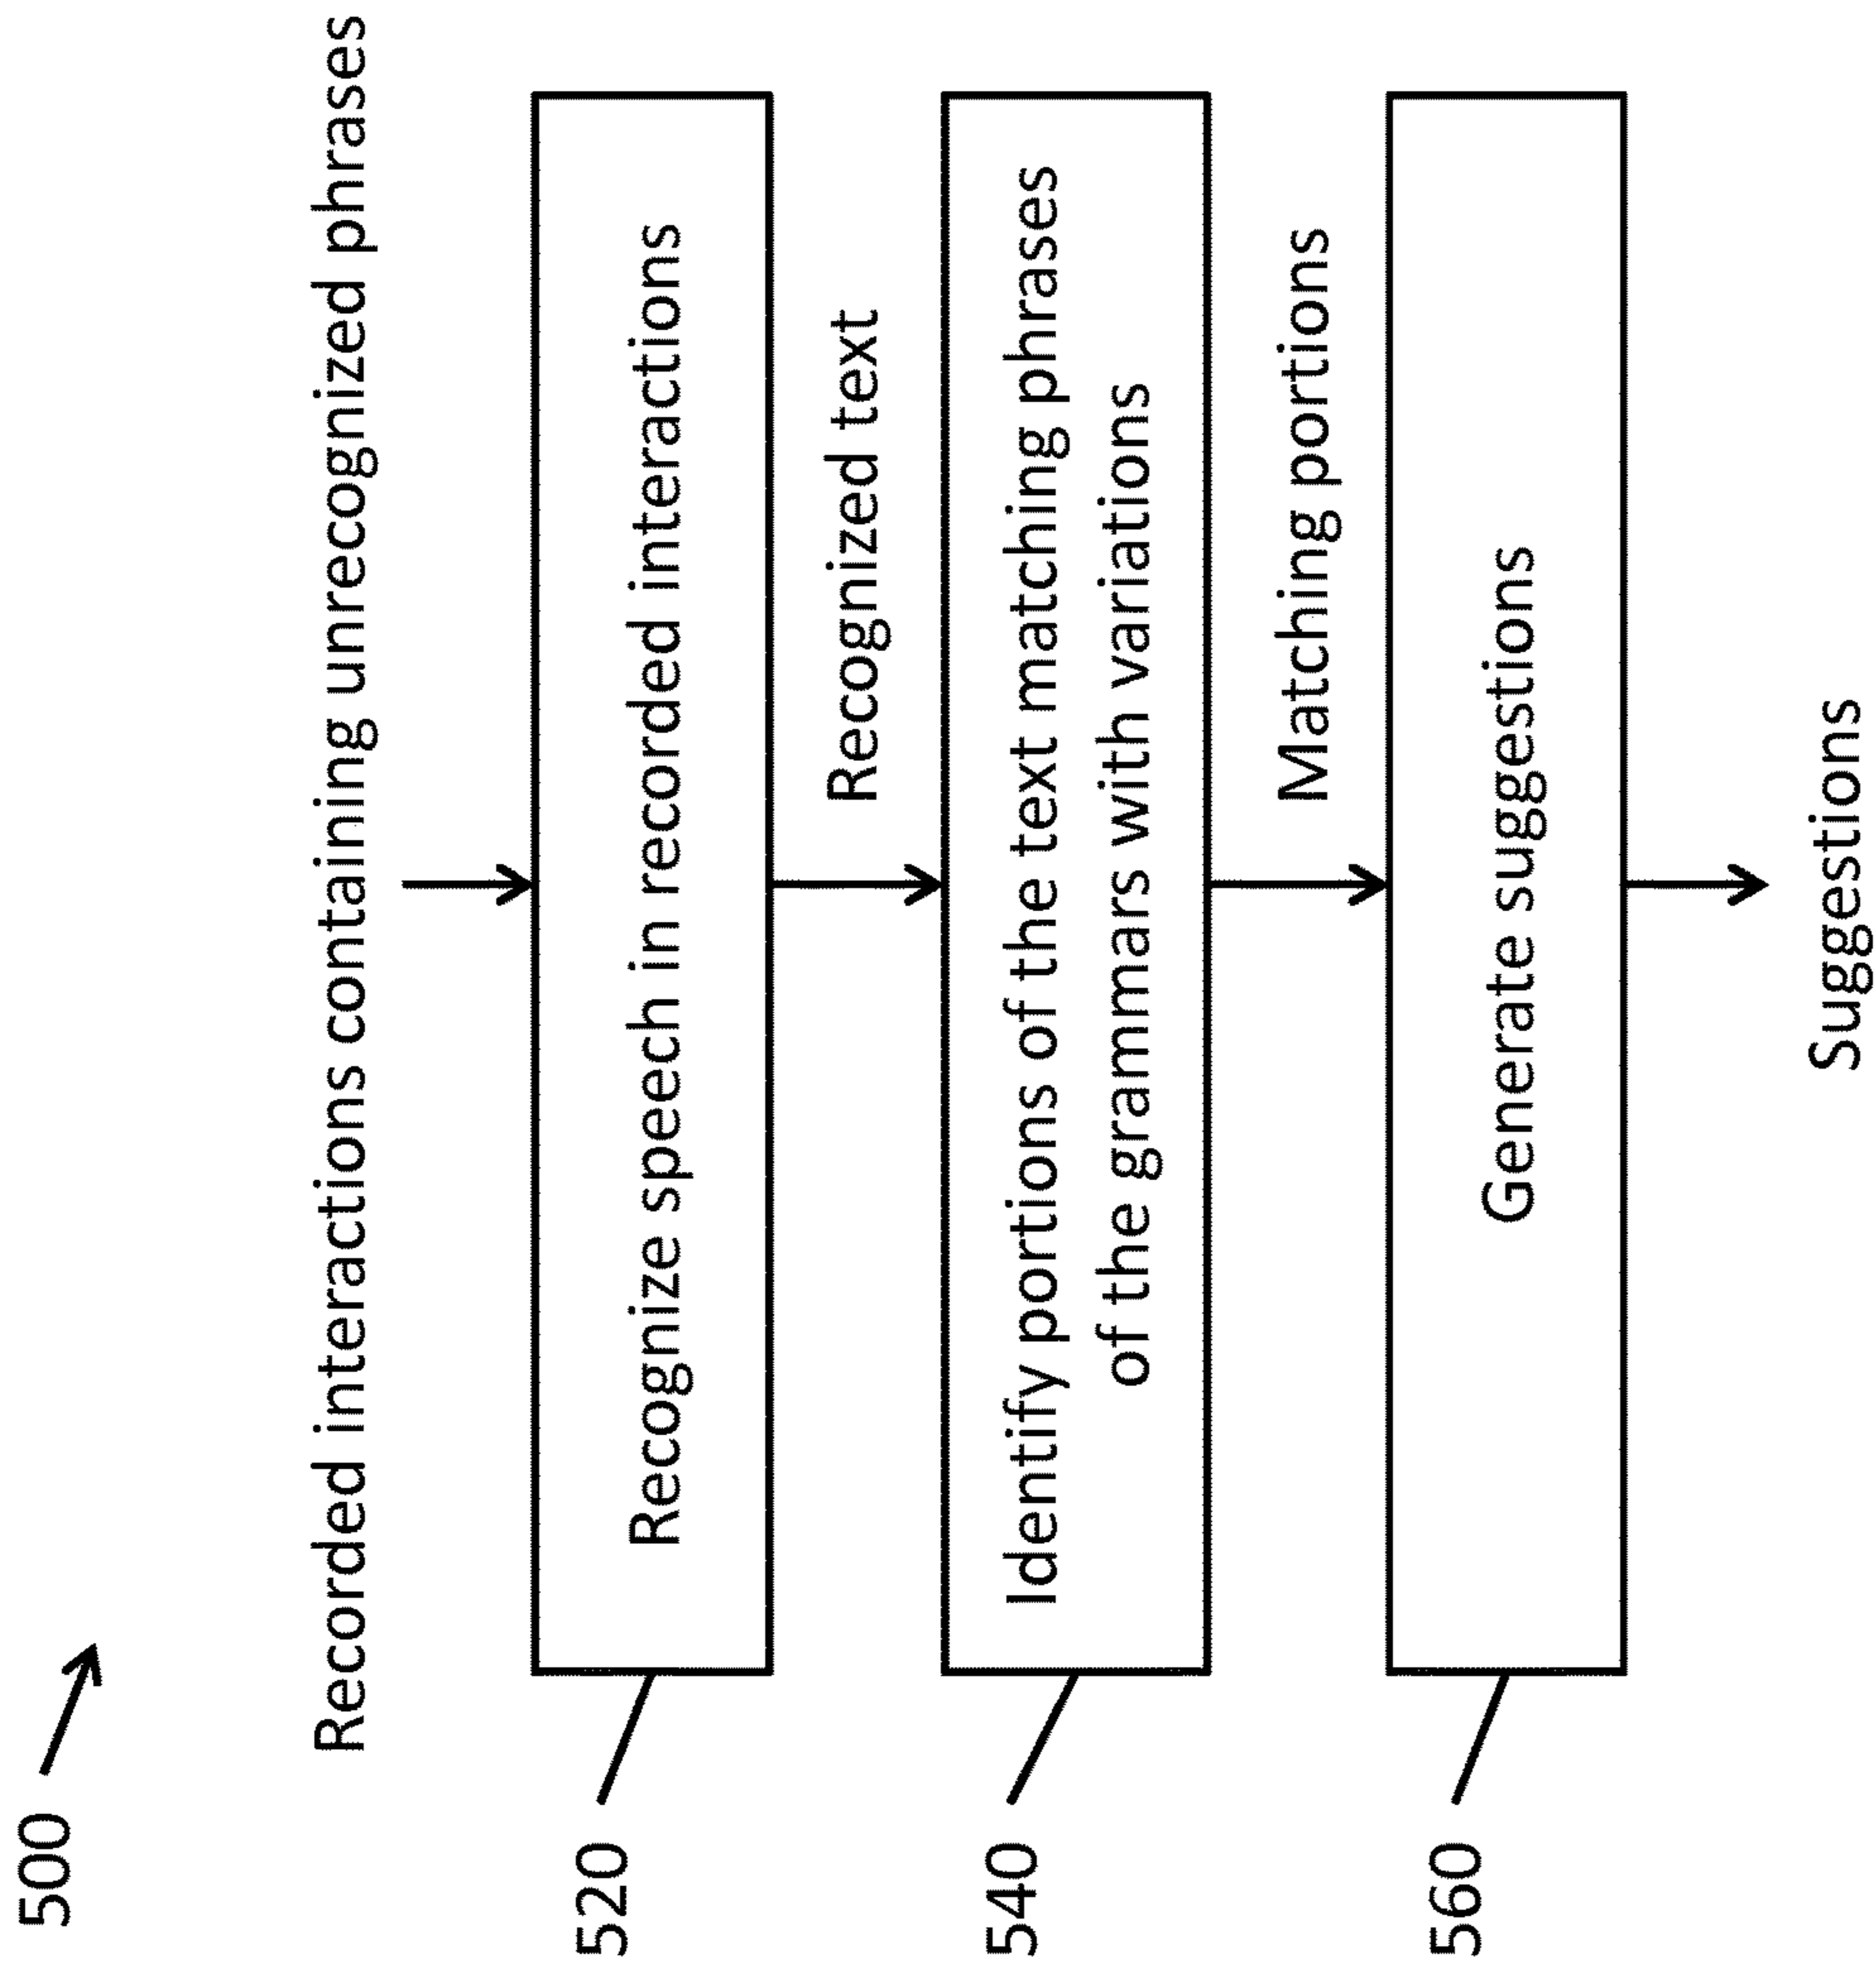 500
Recorded interactions containing unrecognized phrases
520
Recognize speech in recorded interactions
Recognized text
540
Identify portions of the text matching phrases
of the grammars with variations
Matching portions
560
Generate suggestions
Suggestions